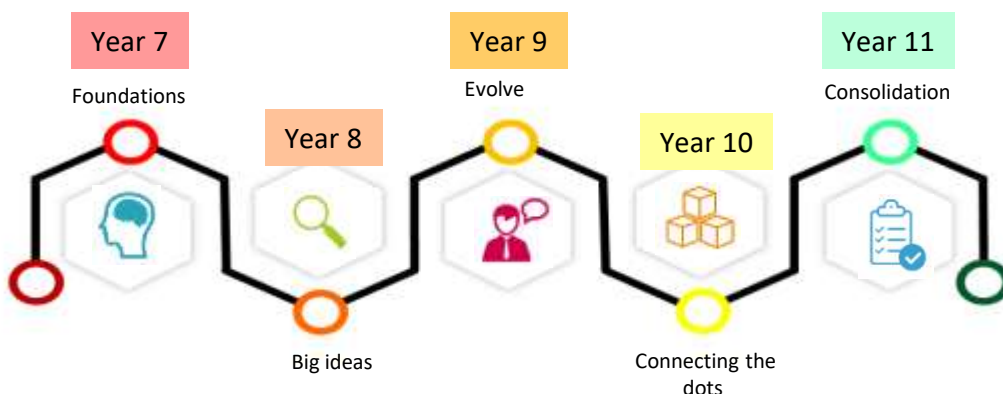 Year 7
Foundations
Year 8
Big ideas
Year 9
Evolve
Year 10
Connecting the
dots
Year 11
Consolidation